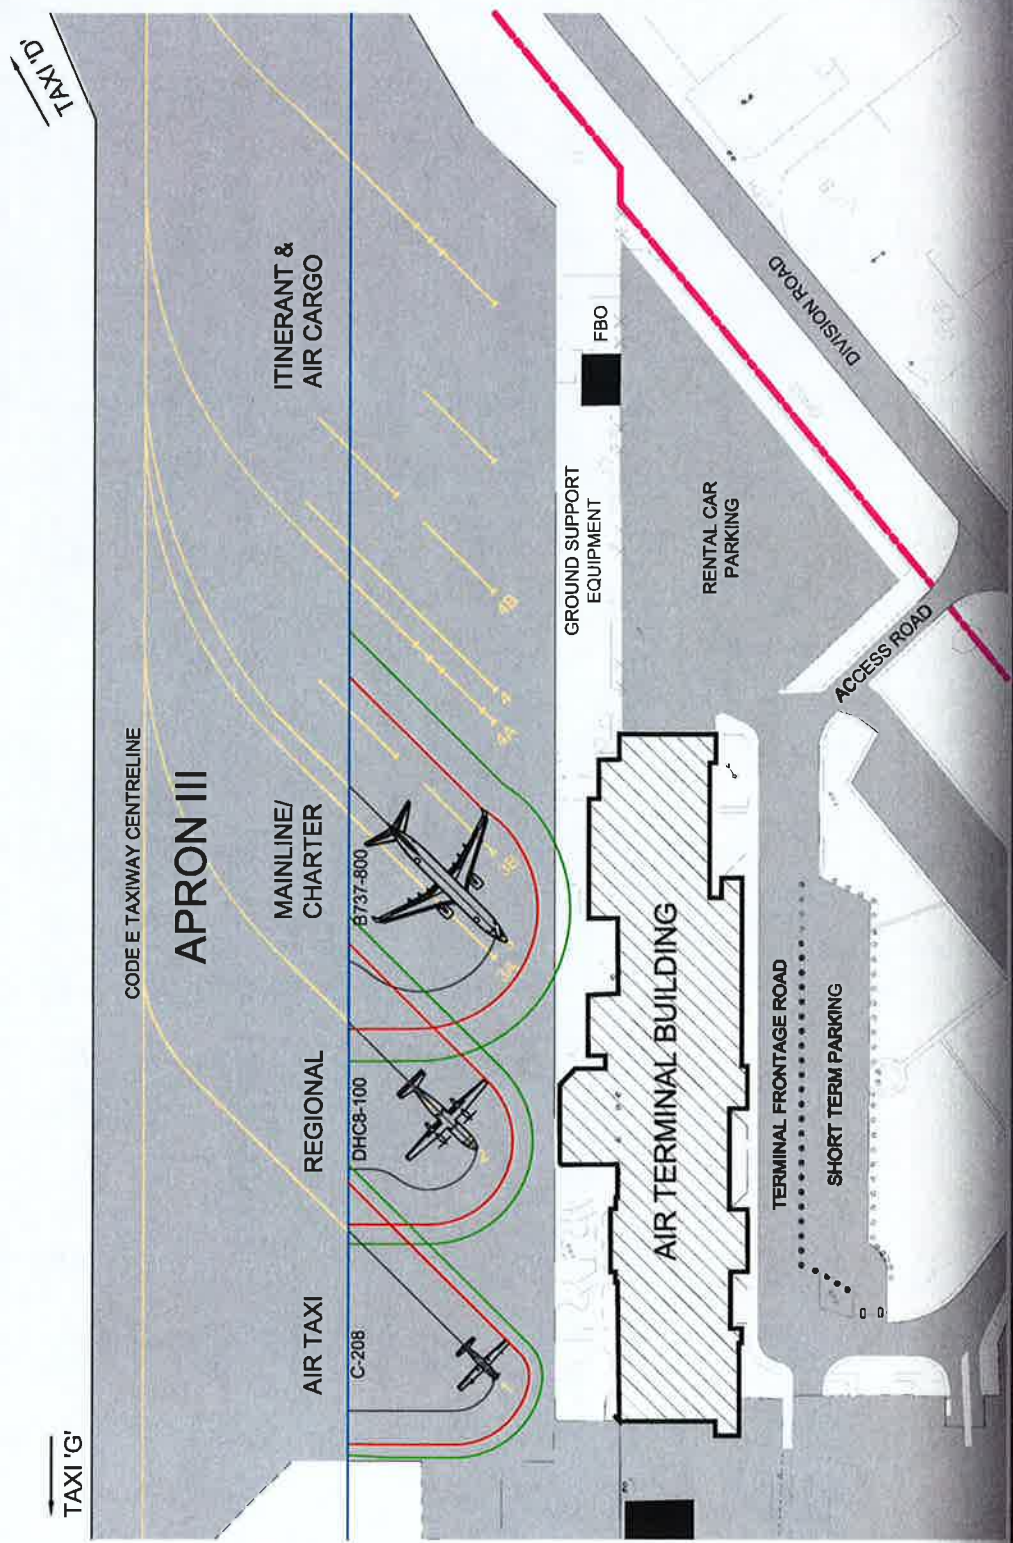 TAXI 'G'
TAXI 'D'
CODE E TAXIWAY CENTRELINE
APRON III
AIR TAXI
REGIONAL
MAINLINE/
CHARTER
ITINERANT &
AIR CARGO
C-208
DHC8-100
B737-800
1
2
3A
3B
4A
4
4B
GROUND SUPPORT
EQUIPMENT
FBO
AIR TERMINAL BUILDING
RENTAL CAR
PARKING
DIVISION ROAD
ACCESS ROAD
TERMINAL FRONTAGE ROAD
SHORT TERM PARKING